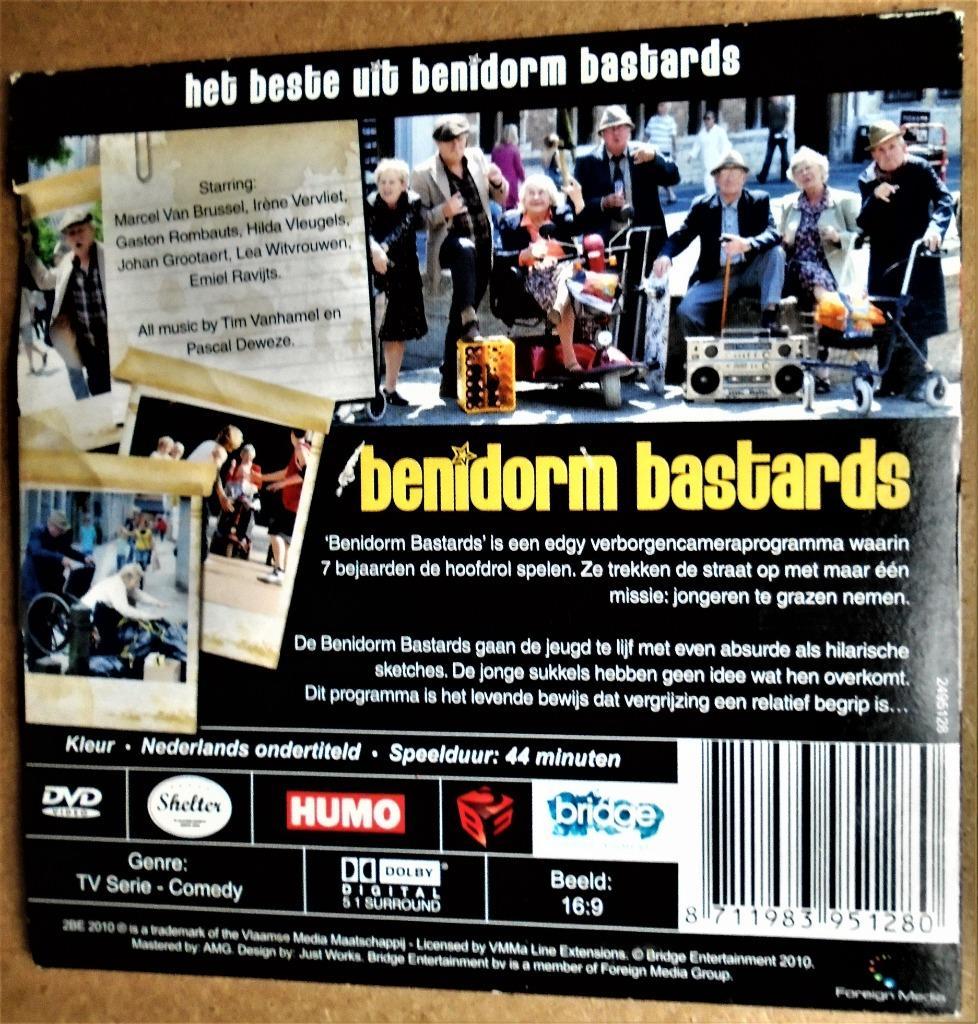 het beste uit benidorm bastards
Starring:
Marcel Van Brussel, Irène Vervliet,
Gaston Rombauts, Hilda Vleugels,
Johan Grootaert, Lea Witvrouwen,
Emiel Ravijts.
All music by Tim Vanhamel en
Pascal Deweze.
benidorm bastards
'Benidorm Bastards' is een edgy verborgencameraprogramma waarin
7 bejaarden de hoofdrol spelen. Ze trekken de straat op met maar één
missie: jongeren te grazen nemen.
De Benidorm Bastards gaan de jeugd te lijf met even absurde als hilarische
sketches. De jonge sukkels hebben geen idee wat hen overkomt.
Dit programma is het levende bewijs dat vergrijzing een relatief begrip is...
2495128
Kleur • Nederlands ondertiteld • Speelduur: 44 minuten
DVD
VIDEO
Shelter
HUMO
bridge
Genre:
TV Serie - Comedy
DOLBY
DIGITAL
5 1 SURROUND
Beeld:
16:9
8 711983 951280
2BE 2010 ® is a trademark of the Vlaamse Media Maatschappij - Licensed by VMMa Line Extensions. © Bridge Entertainment 2010.
Mastered by: AMG. Design by: Just Works. Bridge Entertainment bv is a member of Foreign Media Group.
Foreign Media